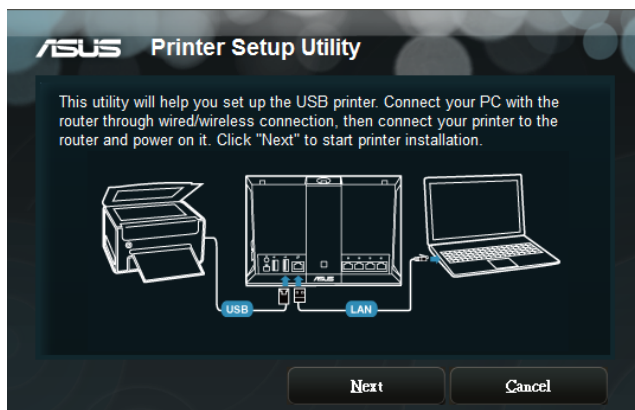 ASUS Printer Setup Utility
This utility will help you set up the USB printer. Connect your PC with the
router through wired/wireless connection, then connect your printer to the
router and power on it. Click "Next" to start printer installation.
ASUS
USB
LAN
Next
Cancel